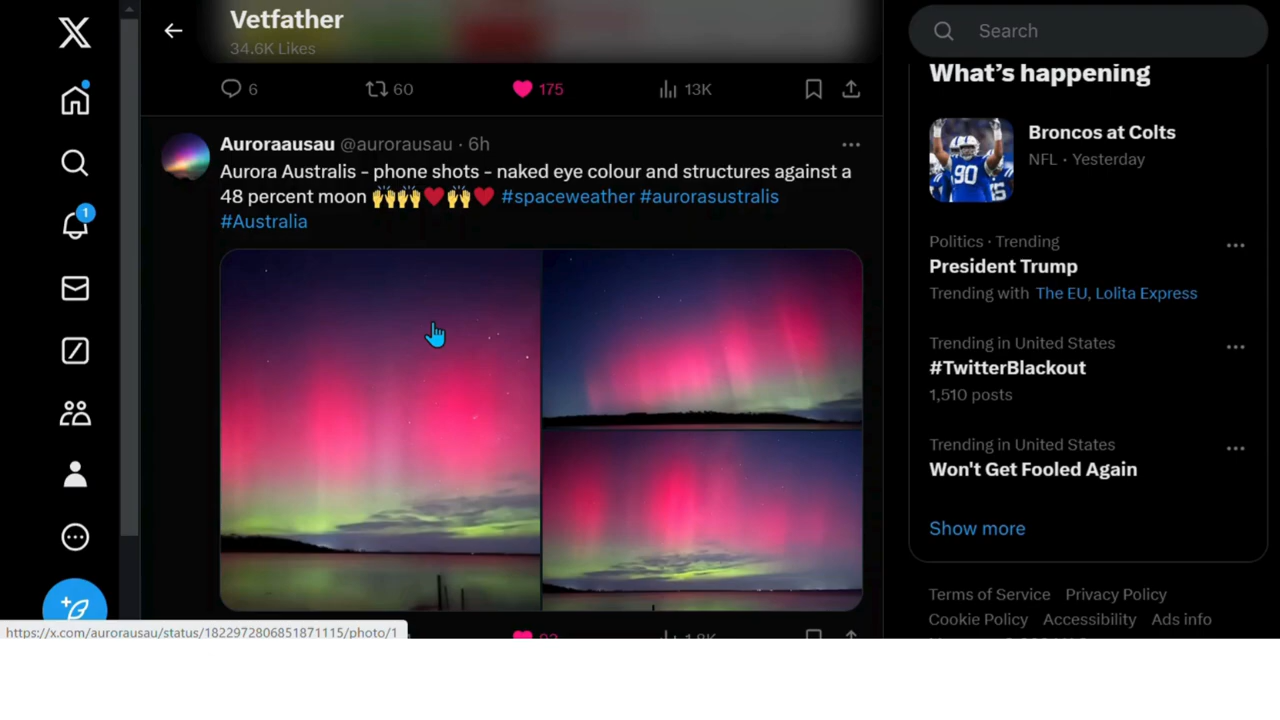 Vetfather
34.6K Likes
6 60 175 13K
Auroraausau @aurorausau · 6h
Aurora Australis - phone shots - naked eye colour and structures against a
48 percent moon 🙌🙌❤️🙌❤️ #spaceweather #aurorasustralis
#Australia
https://x.com/aurorausau/status/1822972806851871115/photo/1
1
Search
What's happening
Broncos at Colts
NFL · Yesterday
90
Politics · Trending
President Trump
Trending with The EU, Lolita Express
Trending in United States
#TwitterBlackout
1,510 posts
Trending in United States
Won't Get Fooled Again
Show more
Terms of Service Privacy Policy
Cookie Policy Accessibility Ads info